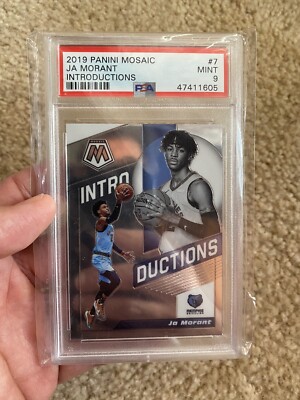 2019 PANINI MOSAIC #7
JA MORANT MINT
INTRODUCTIONS 9
PSA 47411605
M
INTRO
DUCTIONS
Ja Morant